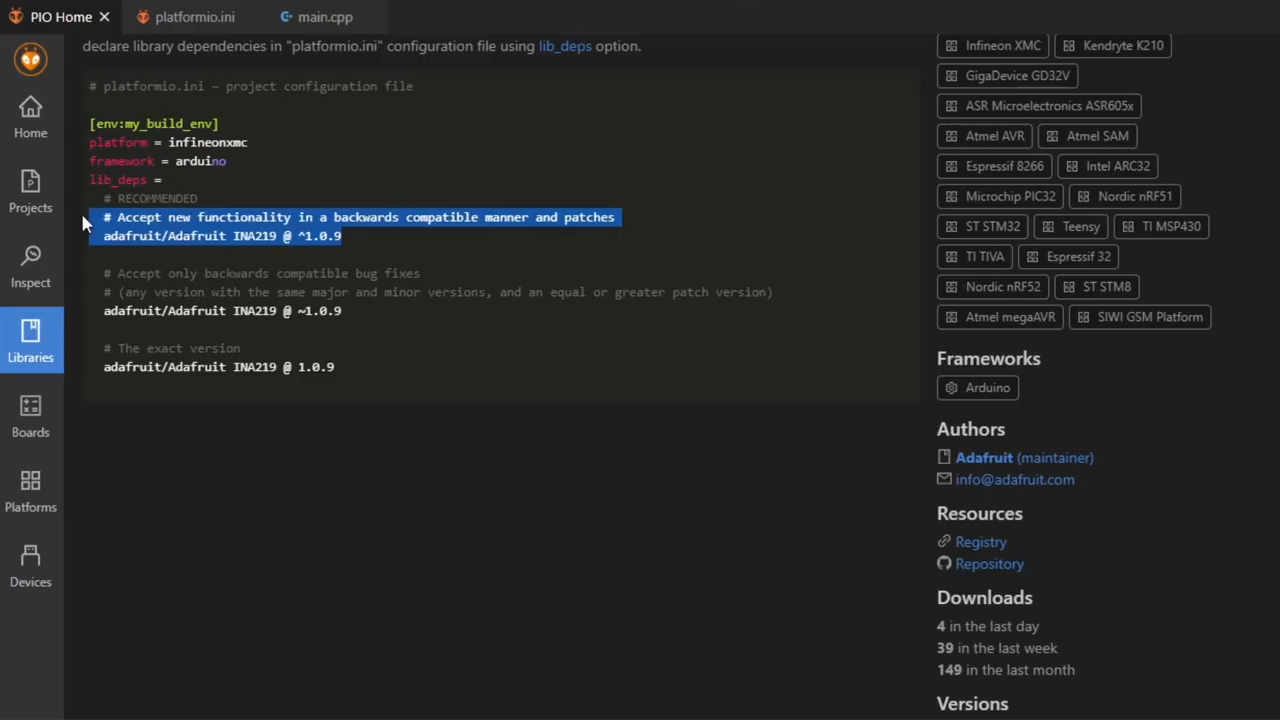 PIO Home
platformio.ini
main.cpp
Home
Projects
Inspect
Libraries
Boards
Platforms
Devices
declare library dependencies in "platformio.ini" configuration file using lib_deps option.
# platformio.ini – project configuration file
[env:my_build_env]
platform = infineonxmc
framework = arduino
lib_deps =
# RECOMMENDED
# Accept new functionality in a backwards compatible manner and patches
adafruit/Adafruit INA219 @ ^1.0.9
# Accept only backwards compatible bug fixes
# (any version with the same major and minor versions, and an equal or greater patch version)
adafruit/Adafruit INA219 @ ~1.0.9
# The exact version
adafruit/Adafruit INA219 @ 1.0.9
Infineon XMC
Kendryte K210
GigaDevice GD32V
ASR Microelectronics ASR605x
Atmel AVR
Atmel SAM
Espressif 8266
Intel ARC32
Microchip PIC32
Nordic nRF51
ST STM32
Teensy
TI MSP430
TI TIVA
Espressif 32
Nordic nRF52
ST STM8
Atmel megaAVR
SIWI GSM Platform
Frameworks
Arduino
Authors
Adafruit (maintainer)
info@adafruit.com
Resources
Registry
Repository
Downloads
4 in the last day
39 in the last week
149 in the last month
Versions